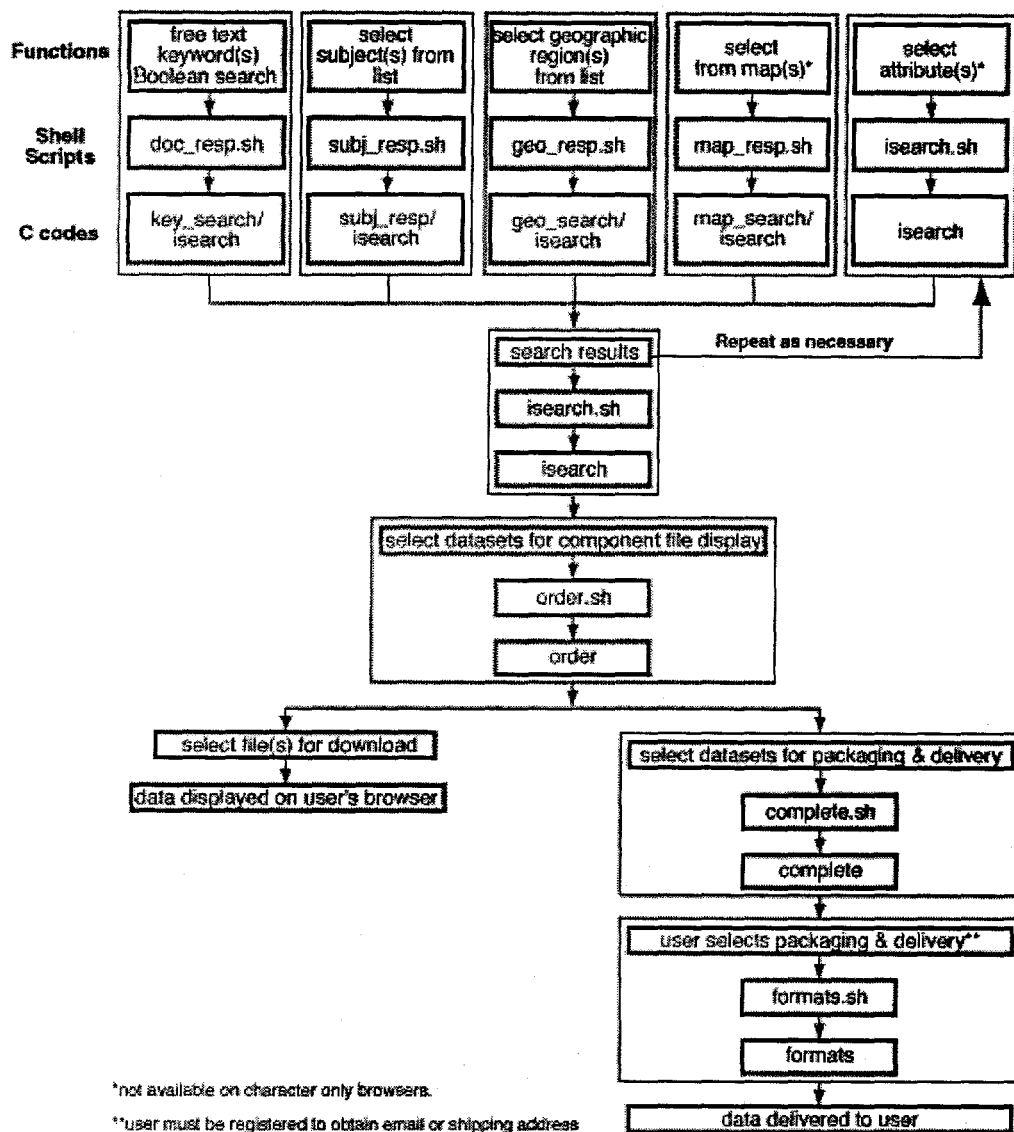 Functions
free text
keyword(s)
Boolean search
select
subject(s) from
list
select geographic
region(s)
from list
select
from map(s)*
select
attribute(s)*
Shell
Scripts
doc_resp.sh
subj_resp.sh
geo_resp.sh
map_resp.sh
isearch.sh
C codes
key_search/
isearch
subj_resp/
isearch
geo_search/
isearch
map_search/
isearch
isearch
search results
Repeat as necessary
isearch.sh
isearch
select datasets for component file display
order.sh
order
select file(s) for download
data displayed on user's browser
select datasets for packaging & delivery
complete.sh
complete
user selects packaging & delivery**
formats.sh
formats
data delivered to user
*not available on character only browsers.
**user must be registered to obtain email or shipping address